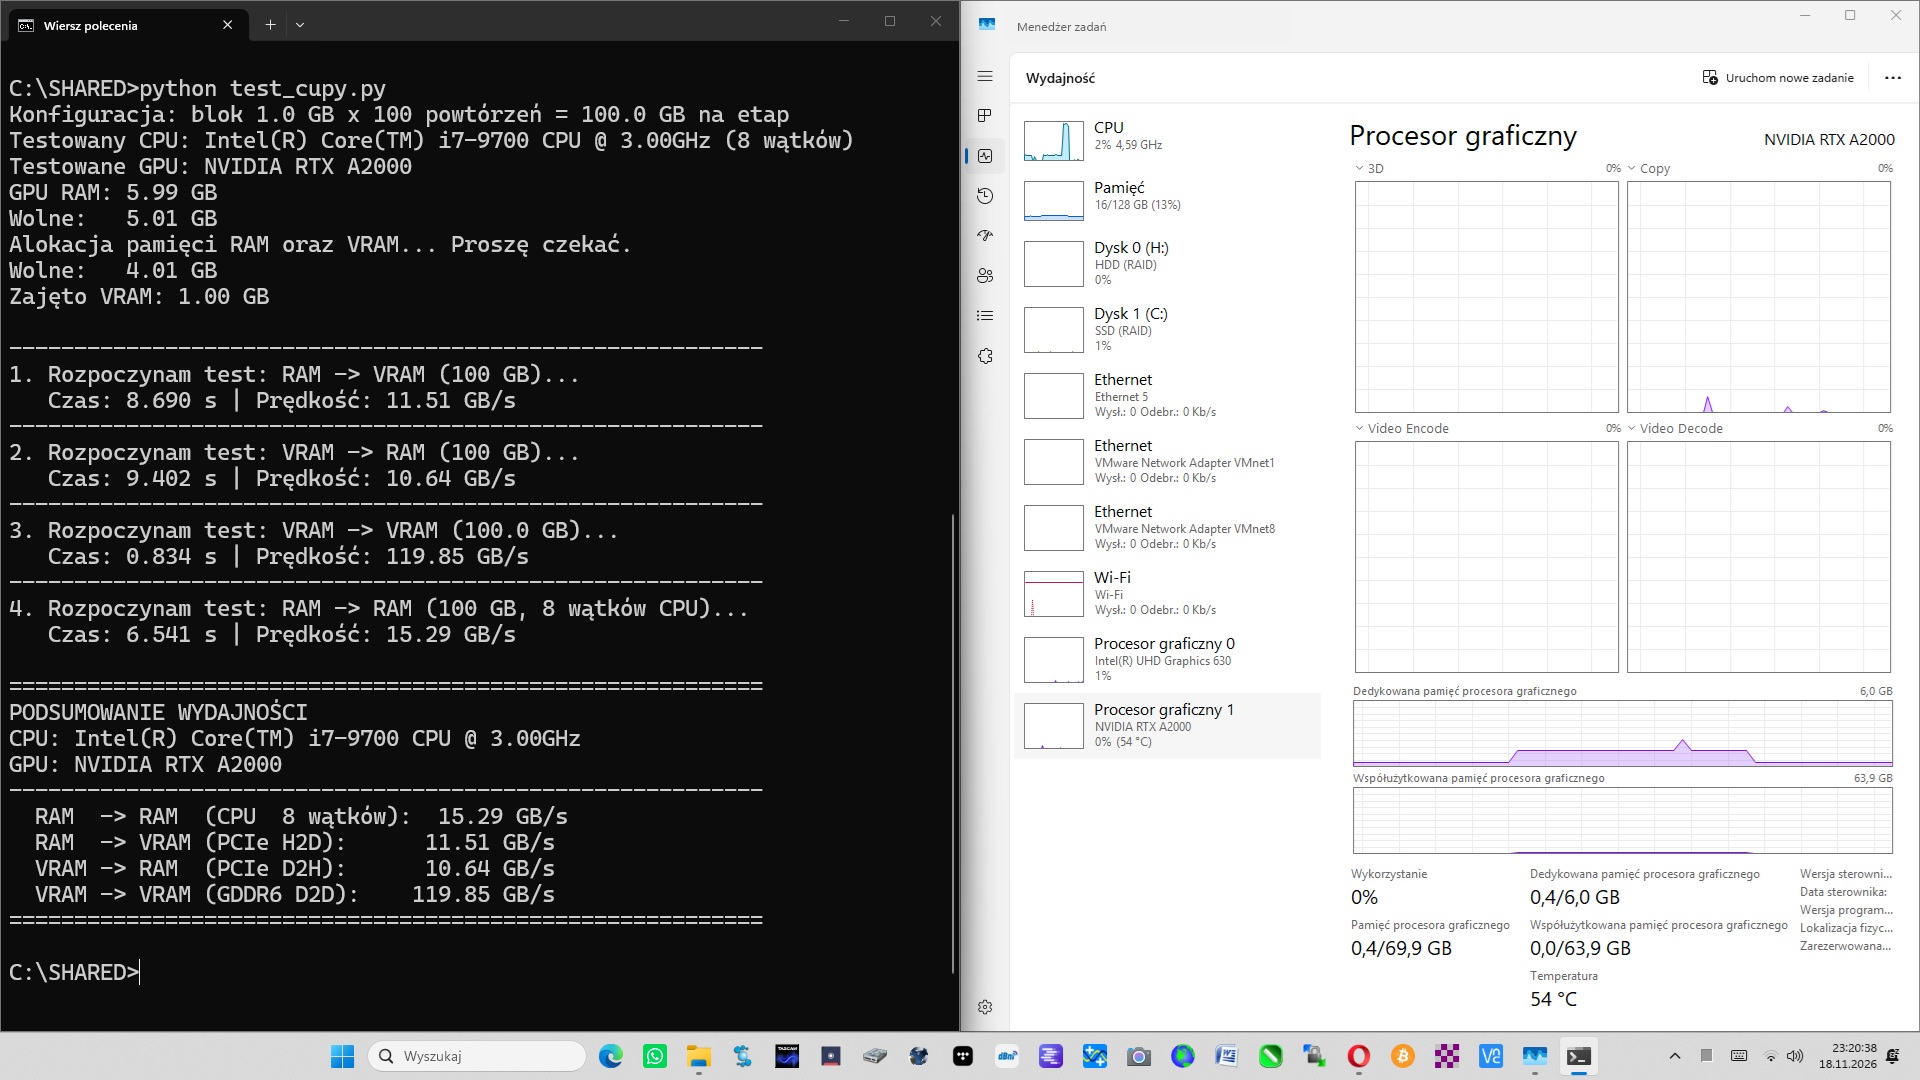 Wiersz polecenia
C:\SHARED>python test_cupy.py
Konfiguracja: blok 1.0 GB x 100 powtórzeń = 100.0 GB na etap
Testowany CPU: Intel(R) Core(TM) i7-9700 CPU @ 3.00GHz (8 wątków)
Testowane GPU: NVIDIA RTX A2000
GPU RAM: 5.99 GB
Wolne:   5.01 GB
Alokacja pamięci RAM oraz VRAM... Proszę czekać.
Wolne:   4.01 GB
Zajęto VRAM: 1.00 GB
----------------------------------------------------------
1. Rozpoczynam test: RAM -> VRAM (100 GB)...
   Czas: 8.690 s | Prędkość: 11.51 GB/s
----------------------------------------------------------
2. Rozpoczynam test: VRAM -> RAM (100 GB)...
   Czas: 9.402 s | Prędkość: 10.64 GB/s
----------------------------------------------------------
3. Rozpoczynam test: VRAM -> VRAM (100.0 GB)...
   Czas: 0.834 s | Prędkość: 119.85 GB/s
----------------------------------------------------------
4. Rozpoczynam test: RAM -> RAM (100 GB, 8 wątków CPU)...
   Czas: 6.541 s | Prędkość: 15.29 GB/s
==========================================================
PODSUMOWANIE WYDAJNOŚCI
CPU: Intel(R) Core(TM) i7-9700 CPU @ 3.00GHz
GPU: NVIDIA RTX A2000
----------------------------------------------------------
  RAM  -> RAM  (CPU  8 wątków):  15.29 GB/s
  RAM  -> VRAM (PCIe H2D):      11.51 GB/s
  VRAM -> RAM  (PCIe D2H):      10.64 GB/s
  VRAM -> VRAM (GDDR6 D2D):    119.85 GB/s
==========================================================
C:\SHARED>
Menedżer zadań
Wydajność
Uruchom nowe zadanie
CPU
2% 4,59 GHz
Pamięć
16/128 GB (13%)
Dysk 0 (H:)
HDD (RAID)
0%
Dysk 1 (C:)
SSD (RAID)
1%
Ethernet
Ethernet 5
Wysł.: 0 Odebr.: 0 Kb/s
Ethernet
VMware Network Adapter VMnet1
Wysł.: 0 Odebr.: 0 Kb/s
Ethernet
VMware Network Adapter VMnet8
Wysł.: 0 Odebr.: 0 Kb/s
Wi-Fi
Wi-Fi
Wysł.: 0 Odebr.: 0 Kb/s
Procesor graficzny 0
Intel(R) UHD Graphics 630
1%
Procesor graficzny 1
NVIDIA RTX A2000
0% (54 °C)
Procesor graficzny
NVIDIA RTX A2000
3D 0%
Copy 0%
Video Encode 0%
Video Decode 0%
Dedykowana pamięć procesora graficznego 6,0 GB
Współużytkowana pamięć procesora graficznego 63,9 GB
Wykorzystanie
0%
Dedykowana pamięć procesora graficznego
0,4/6,0 GB
Pamięć procesora graficznego
0,4/69,9 GB
Współużytkowana pamięć procesora graficznego
0,0/63,9 GB
Temperatura
54 °C
Wersja sterowni...
Data sterownika:
Wersja program...
Lokalizacja fizyc...
Zarezerwowana...
Wyszukaj
TASCAM
dBni
23:20:38
18.11.2026